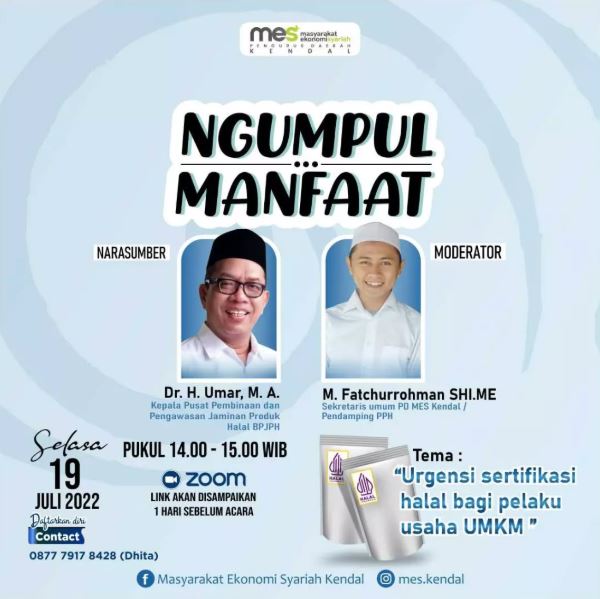 mes masyarakat
ekonomi syariah
PENGURUS DAERAH
KENDAL
NGUMPUL
...
MANFAAT
NARASUMBER
MODERATOR
Dr. H. Umar, M. A.
Kepala Pusat Pembinaan dan
Pengawasan Jaminan Produk
Halal BPJPH
M. Fatchurrohman SHI.ME
Sekretaris umum PD MES Kendal /
Pendamping PPH
Selasa
19
JULI 2022
PUKUL 14.00 - 15.00 WIB
zoom
LINK AKAN DISAMPAIKAN
1 HARI SEBELUM ACARA
Daftarkan diri
Contact
0877 7917 8428 (Dhita)
HALAL
HALAL
Tema :
“Urgensi sertifikasi
halal bagi pelaku
usaha UMKM ”
Masyarakat Ekonomi Syariah Kendal
mes.kendal